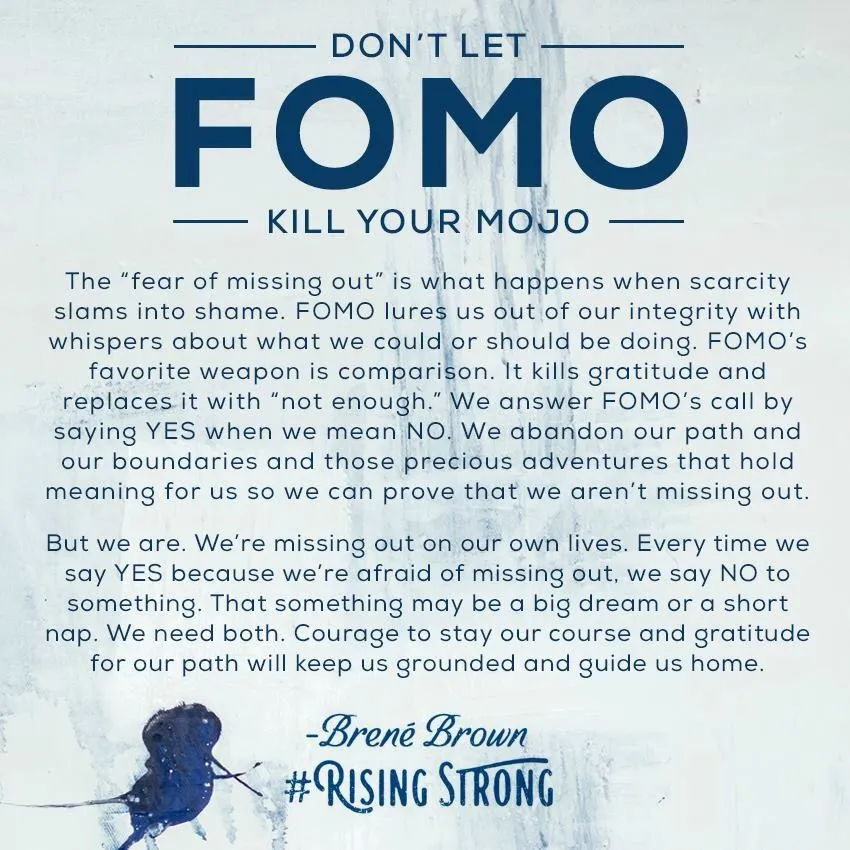 DON'T LET
FOMO
KILL YOUR MOJO
The “fear of missing out” is what happens when scarcity
slams into shame. FOMO lures us out of our integrity with
whispers about what we could or should be doing. FOMO’s
favorite weapon is comparison. It kills gratitude and
replaces it with “not enough.” We answer FOMO’s call by
saying YES when we mean NO. We abandon our path and
our boundaries and those precious adventures that hold
meaning for us so we can prove that we aren’t missing out.
But we are. We’re missing out on our own lives. Every time we
say YES because we’re afraid of missing out, we say NO to
something. That something may be a big dream or a short
nap. We need both. Courage to stay our course and gratitude
for our path will keep us grounded and guide us home.
-Brené Brown
#RISING STRONG